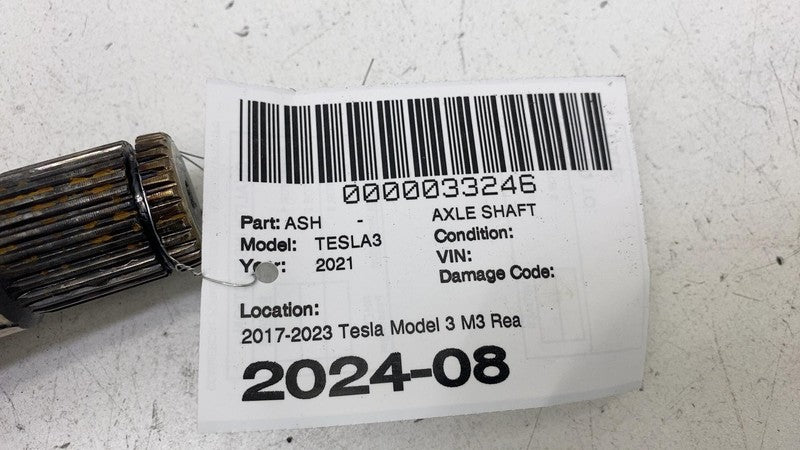 0000033246
Part: ASH - AXLE SHAFT
Model: TESLA3 Condition:
Year: 2021 VIN:
Damage Code:
Location:
2017-2023 Tesla Model 3 M3 Rea
2024-08